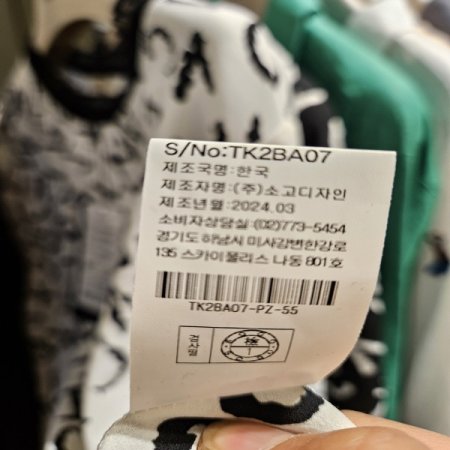 S/No:TK2BA07
제조국명:한국
제조자명:(주)소고디자인
제조년월:2024.03
소비자상담실:(02)773-5454
경기도 하남시 미사강변한강로
135 스카이폴리스 나동 801호
TK2BA07-PZ-55
검사필